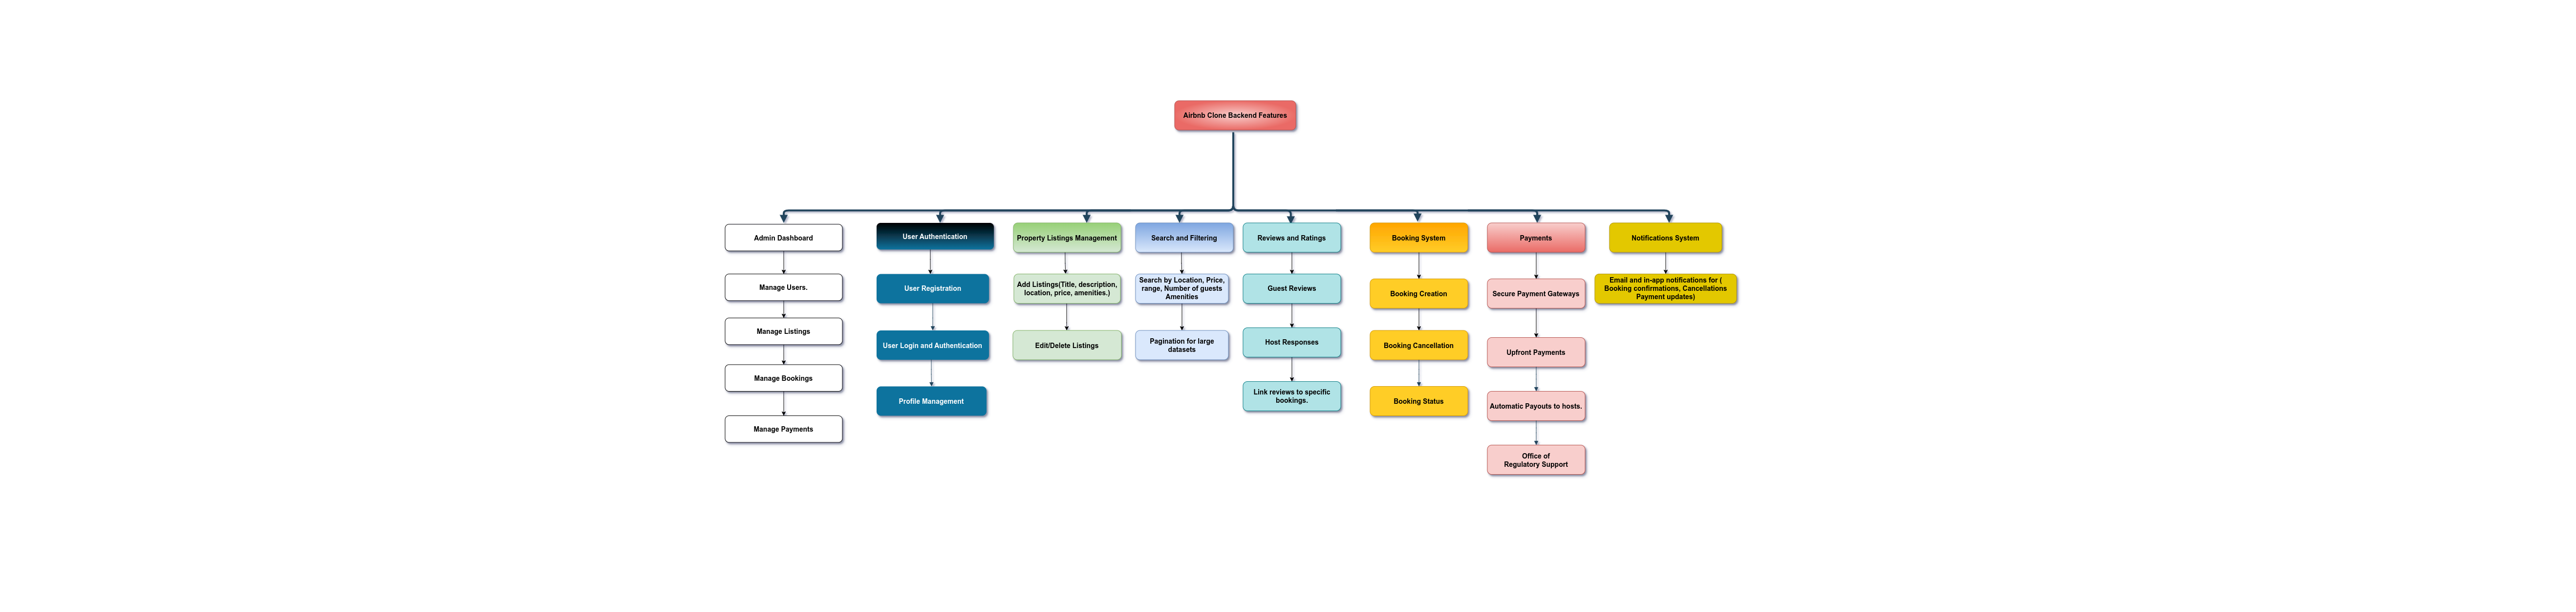 Airbnb Clone Backend Features
Admin Dashboard
User Authentication
Property Listings Management
Search and Filtering
Reviews and Ratings
Booking System
Payments
Notifications System
Manage Users.
Manage Listings
Manage Bookings
Manage Payments
User Registration
User Login and Authentication
Profile Management
Add Listings(Title, description,
location, price, amenities.)
Edit/Delete Listings
Search by Location, Price,
range, Number of guests
Amenities
Pagination for large
datasets
Guest Reviews
Host Responses
Link reviews to specific
bookings.
Booking Creation
Booking Cancellation
Booking Status
Secure Payment Gateways
Upfront Payments
Automatic Payouts to hosts.
Office of
Regulatory Support
Email and in-app notifications for (
Booking confirmations, Cancellations
Payment updates)